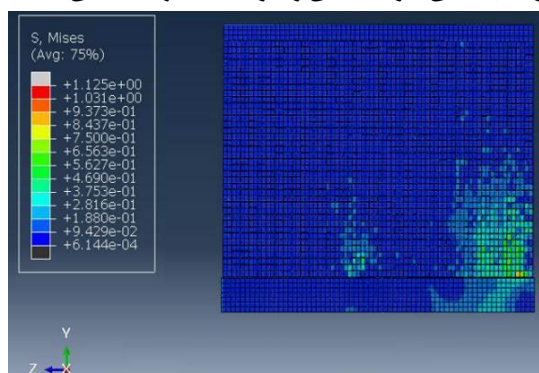 S, Mises
(Avg: 75%)
+1.125e+00
+1.031e+00
+9.373e-01
+8.437e-01
+7.500e-01
+6.563e-01
+5.627e-01
+4.690e-01
+3.753e-01
+2.816e-01
+1.880e-01
+9.429e-02
+6.144e-04
Y
Z X